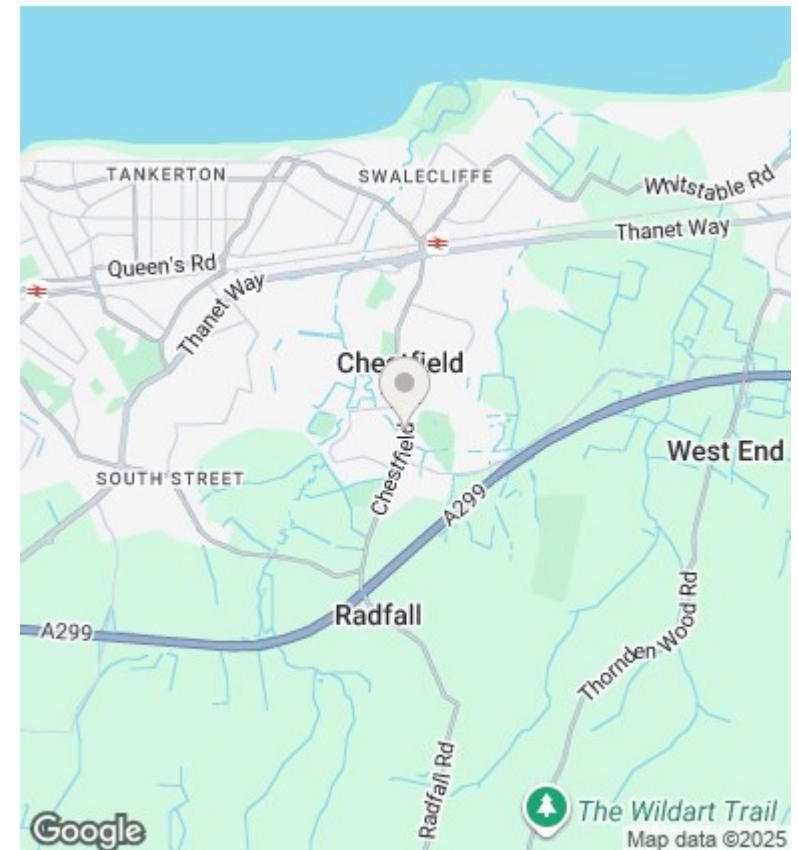 TANKERTON
SWALECLIFFE
Whitstable Rd
Thanet Way
Queen's Rd
Thanet Way
Chestfield
Chestfield
West End
SOUTH STREET
A299
Radfall
A299
Thornden Wood Rd
Radfall Rd
The Wildart Trail
Google
Map data ©2025